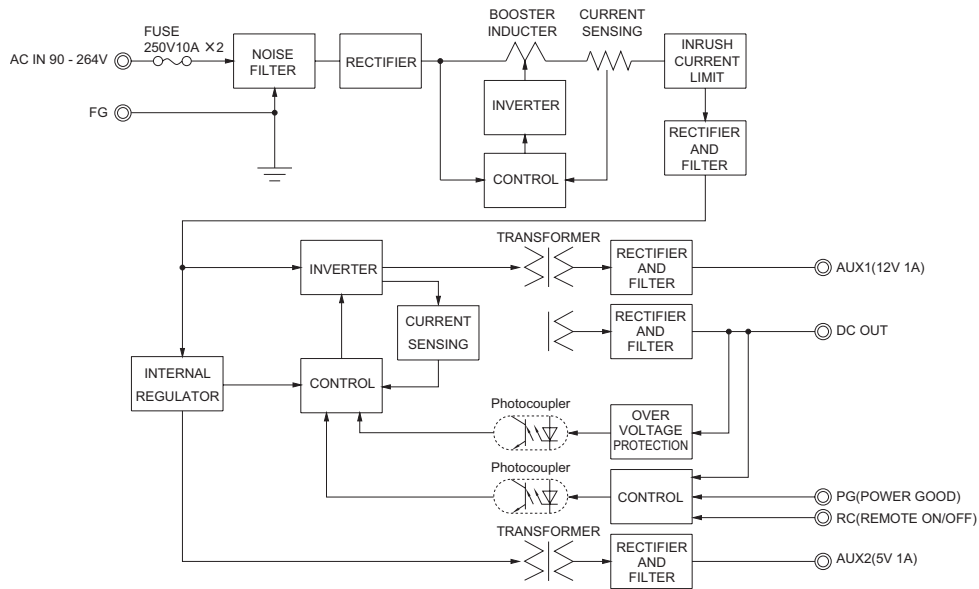 BOOSTER
INDUCTER
CURRENT
SENSING
FUSE
250V10A ×2
AC IN 90 - 264V
NOISE
FILTER
RECTIFIER
INRUSH
CURRENT
LIMIT
INVERTER
FG
RECTIFIER
AND
FILTER
CONTROL
TRANSFORMER
INVERTER
RECTIFIER
AND
FILTER
AUX1(12V 1A)
CURRENT
SENSING
RECTIFIER
AND
FILTER
DC OUT
INTERNAL
REGULATOR
CONTROL
Photocoupler
OVER
VOLTAGE
PROTECTION
Photocoupler
CONTROL
PG(POWER GOOD)
RC(REMOTE ON/OFF)
TRANSFORMER
RECTIFIER
AND
FILTER
AUX2(5V 1A)